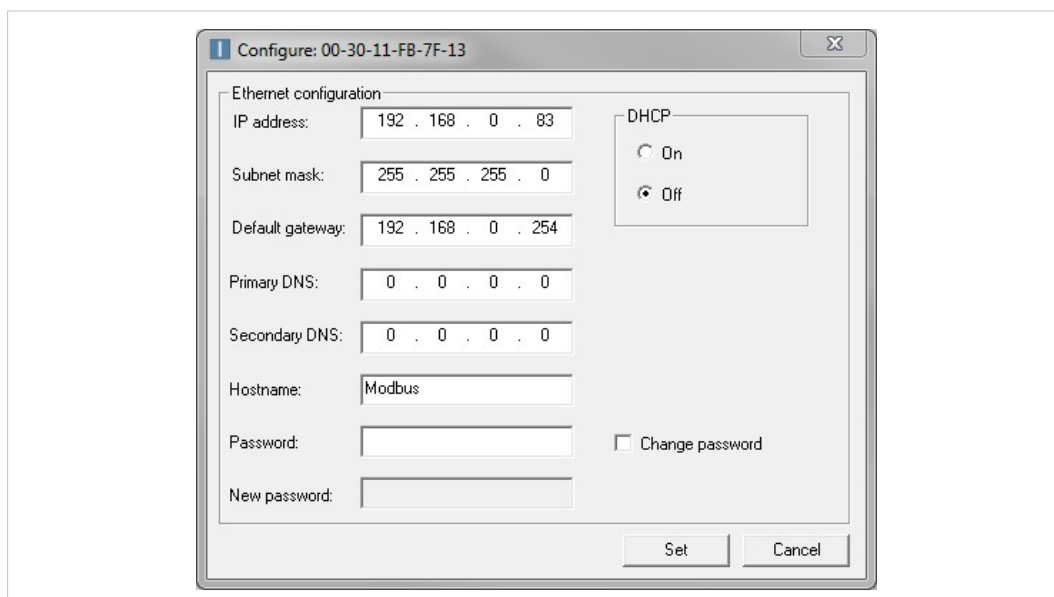 Configure: 00-30-11-FB-7F-13
Ethernet configuration
IP address: 192 . 168 . 0 . 83
DHCP
On
Subnet mask: 255 . 255 . 255 . 0
Off
Default gateway: 192 . 168 . 0 . 254
Primary DNS: 0 . 0 . 0 . 0
Secondary DNS: 0 . 0 . 0 . 0
Hostname: Modbus
Password:
Change password
New password:
Set Cancel